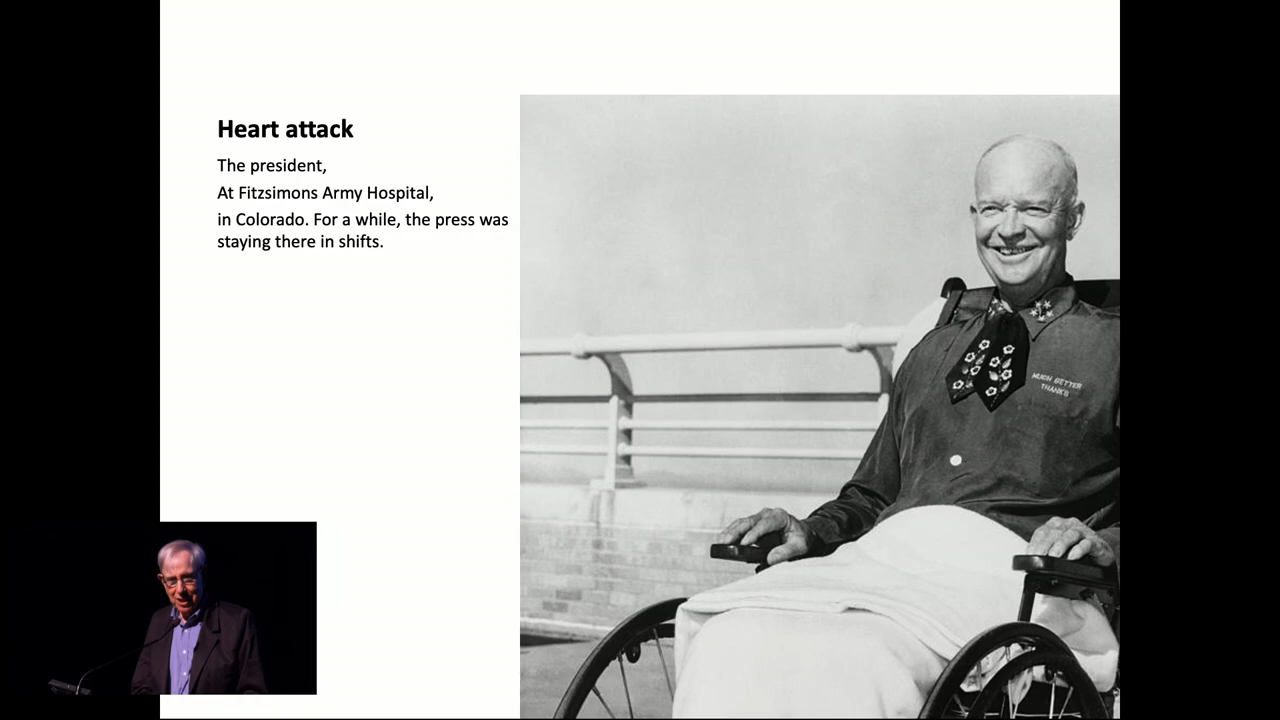 Heart attack
The president,
At Fitzsimons Army Hospital,
in Colorado. For a while, the press was
staying there in shifts.
MUCH BETTER
THANKS